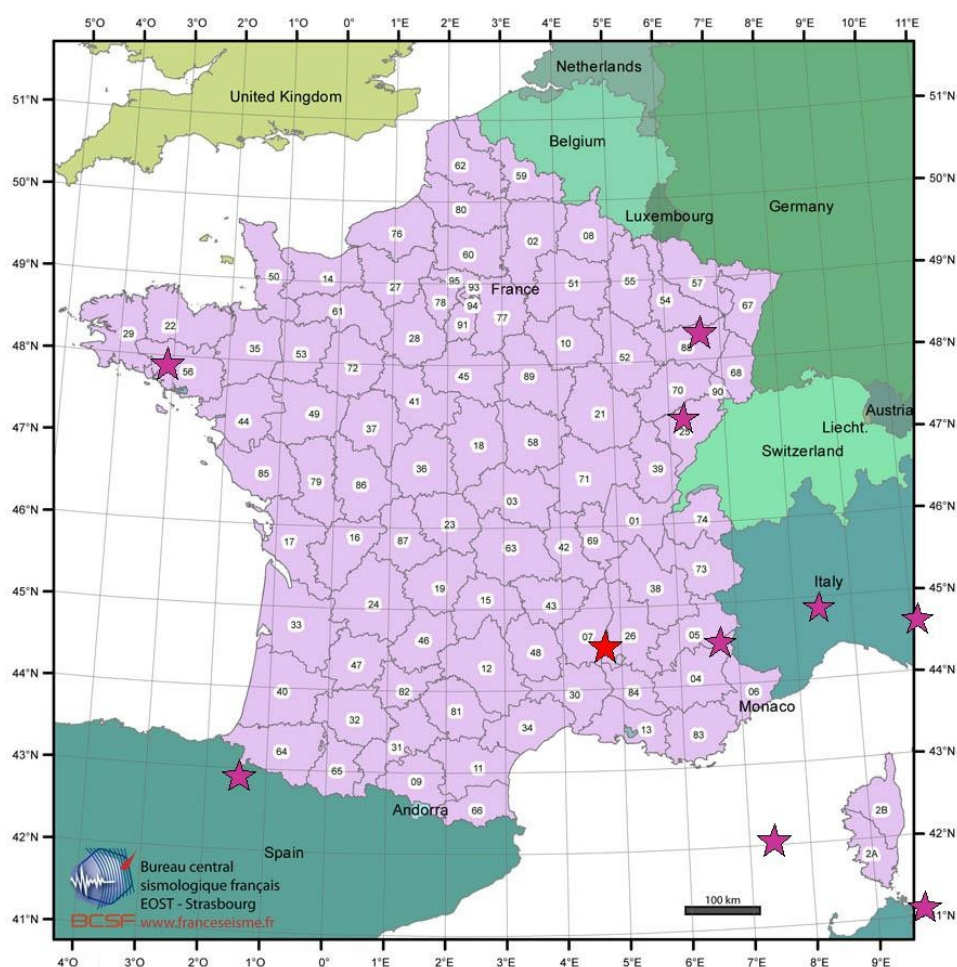 5°O 4°O 3°O 2°O 1°O 0° 1°E 2°E 3°E 4°E 5°E 6°E 7°E 8°E 9°E 10°E 11°E
Netherlands
51°N United Kingdom 51°N
Belgium
62
59
50°N 50°N
80 Luxembourg Germany
76 02 08
60
49°N 49°N
50 14 27 95 93 France 51 55 57
78 94 54 67
61 77
29 22 91
28 10
48°N 35 53 52 88 48°N
72 68
56 45 89 70 90
41 21 Austria
44 49 25 Liecht.
47°N 37 47°N
18 58 Switzerland
36 39
85 79 86 71
03
46°N 46°N
23 01 74
17 16 87 63 42 69
73
Italy
45°N 19 38 45°N
24 15 43
33
46 07 26 05
48
44°N 47 12 44°N
04
40 82 30 84 06
81 Monaco
32 34 13 83
43°N 64 31 43°N
65 11
09
Andorra 66 2B
42°N 42°N
Spain 2A
Bureau central
sismologique français
EOST - Strasbourg
BCSF www.franceseisme.fr
100 km
41°N 41°N
4°O 3°O 2°O 1°O 0° 1°E 2°E 3°E 4°E 5°E 6°E 7°E 8°E 9°E